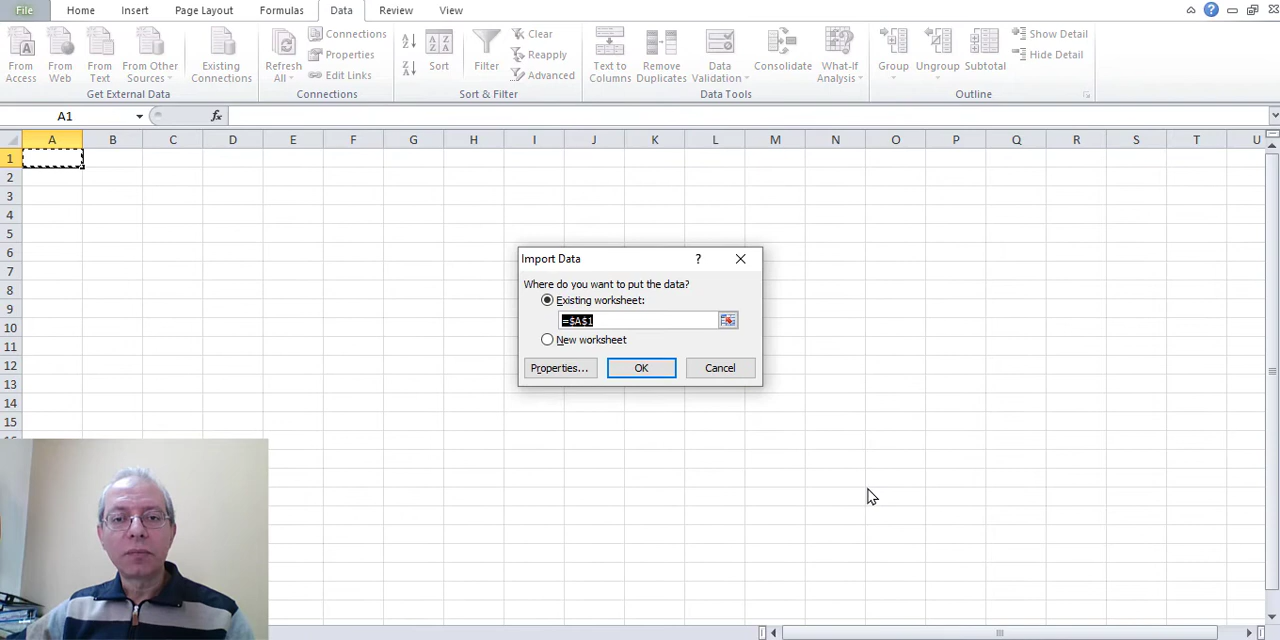 File Home Insert Page Layout Formulas Data Review View
From Access
From Web
From Text
From Other Sources
Existing Connections
Get External Data
Refresh All
Connections
Properties
Edit Links
Connections
Sort
Filter
Clear
Reapply
Advanced
Sort & Filter
Text to Columns
Remove Duplicates
Data Validation
Consolidate
What-If Analysis
Data Tools
Group
Ungroup
Subtotal
Show Detail
Hide Detail
Outline
A1 fx
A B C D E F G H I J K L M N O P Q R S T U
1
2
3
4
5
6
7
8
9
10
11
12
13
14
15
Import Data ?
Where do you want to put the data?
Existing worksheet:
=$A$1
New worksheet
Properties... OK Cancel